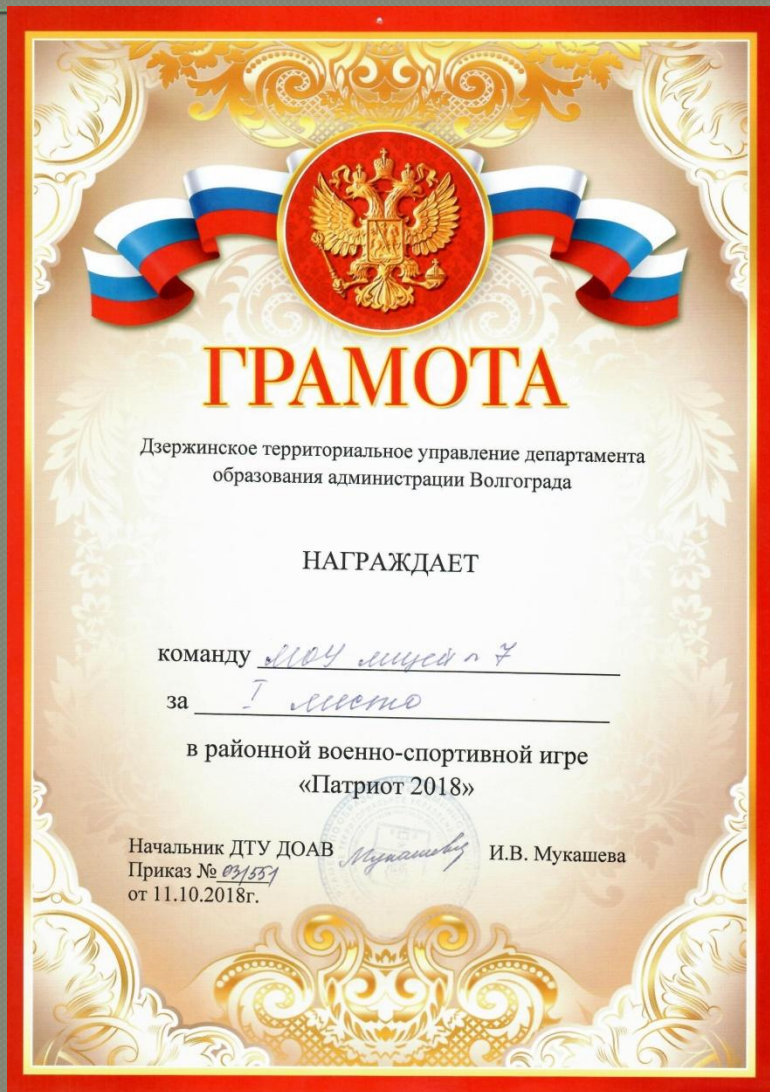 ГРАМОТА
Дзержинское территориальное управление департамента
образования администрации Волгограда
НАГРАЖДАЕТ
команду МОУ лицей № 7
за I место
в районной военно-спортивной игре
«Патриот 2018»
Начальник ДТУ ДОАВ И.В. Мукашева
Приказ № 03/551
от 11.10.2018г.